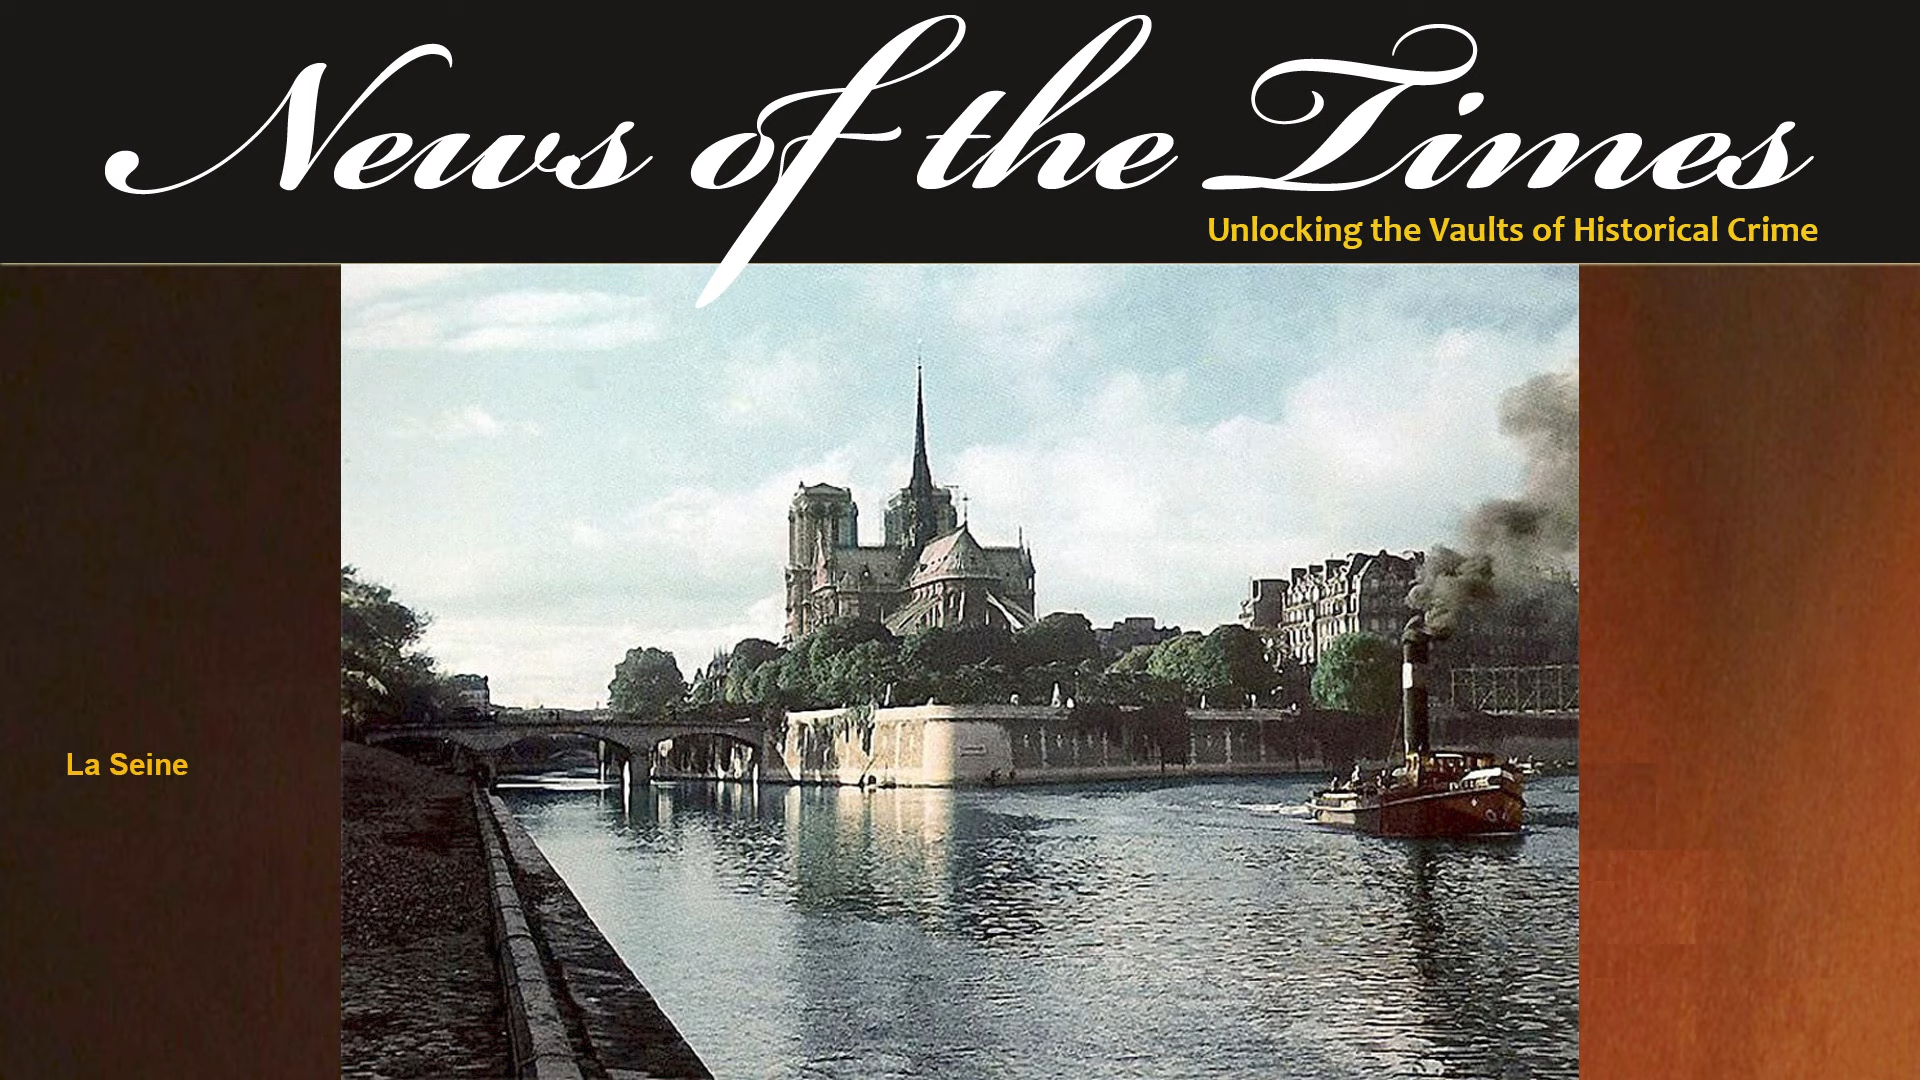 News of the Times
Unlocking the Vaults of Historical Crime
La Seine